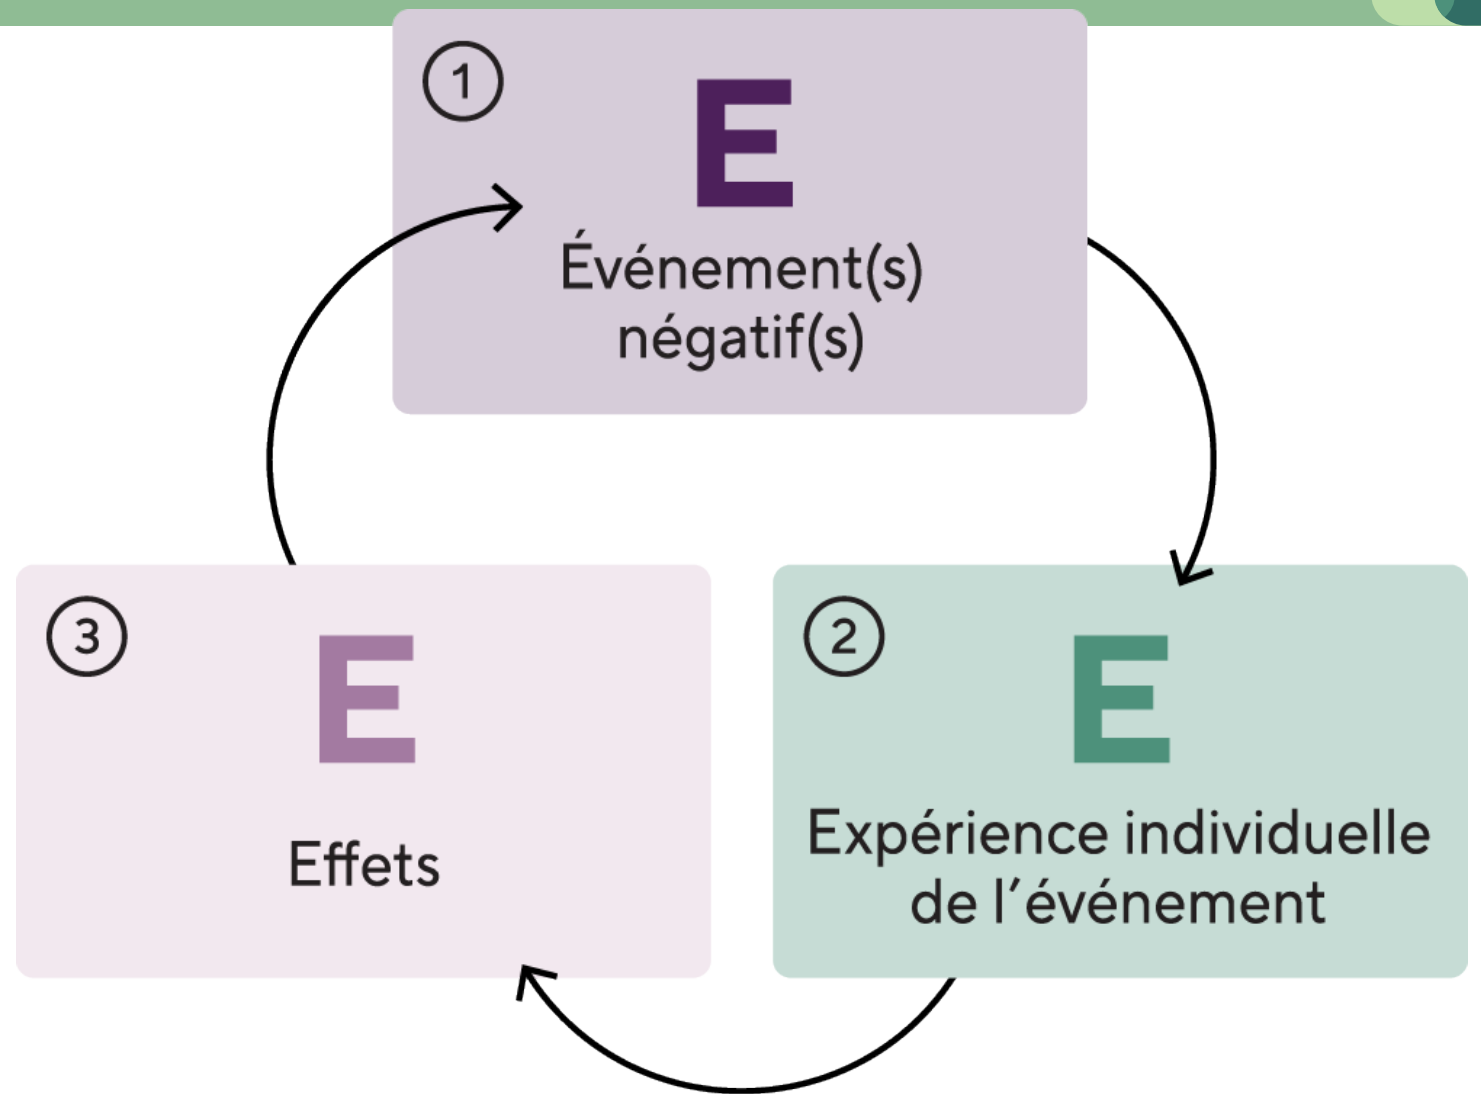 1
E
Événement(s)
négatif(s)
2
E
Expérience individuelle
de l’événement
3
E
Effets